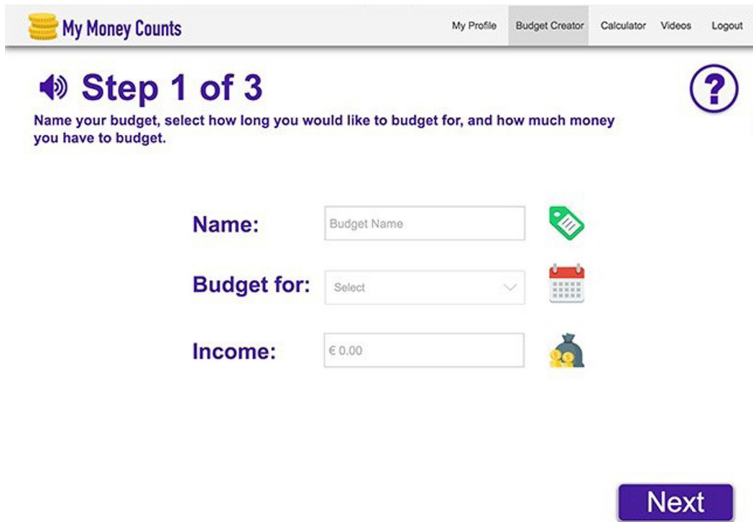 My Money Counts
My Profile Budget Creator Calculator Videos Logout
Step 1 of 3
?
Name your budget, select how long you would like to budget for, and how much money
you have to budget.
Name: Budget Name
Budget for: Select
Income: € 0.00
Next